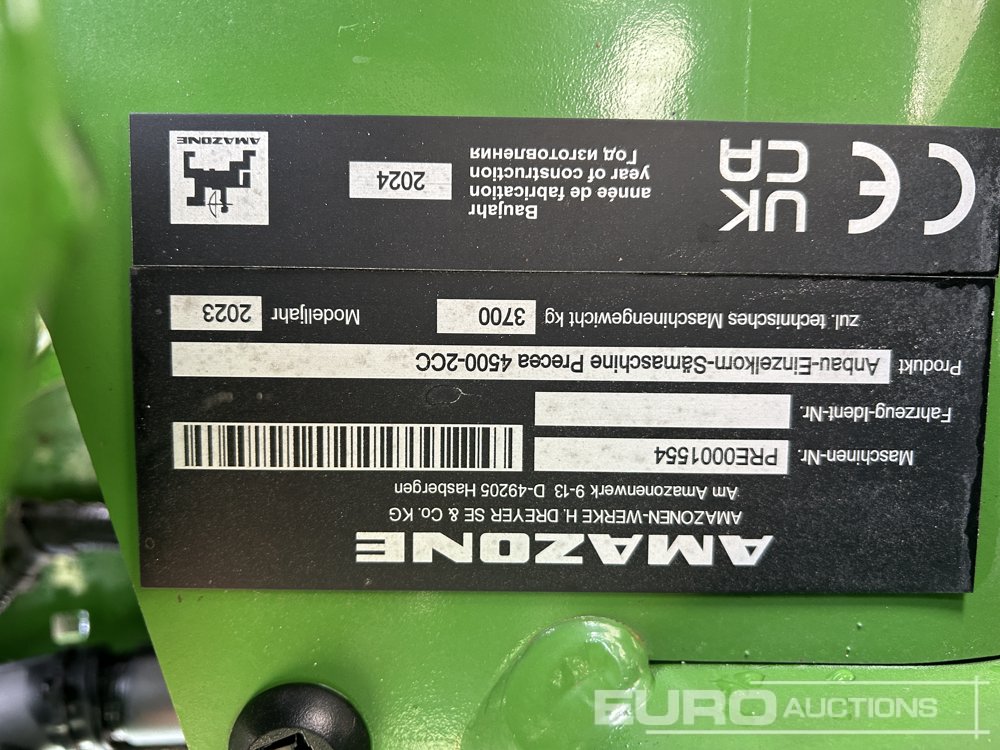 AMAZONE
AMAZONEN-WERKE H. DREYER SE & Co. KG
Am Amazonenwerk 9-13 D-49205 Hasbergen
Maschinen-Nr. PRE0001554
Fahrzeug-Ident-Nr.
Produkt Anbau-Einzelkorn-Sämaschine Precea 4500-2CC
zul. technisches Maschinengewicht kg 3700 Modelljahr 2023
CE UKCA
Baujahr
année de fabrication
year of construction
Год изготовления
2024
AMAZONE
EURO AUCTIONS